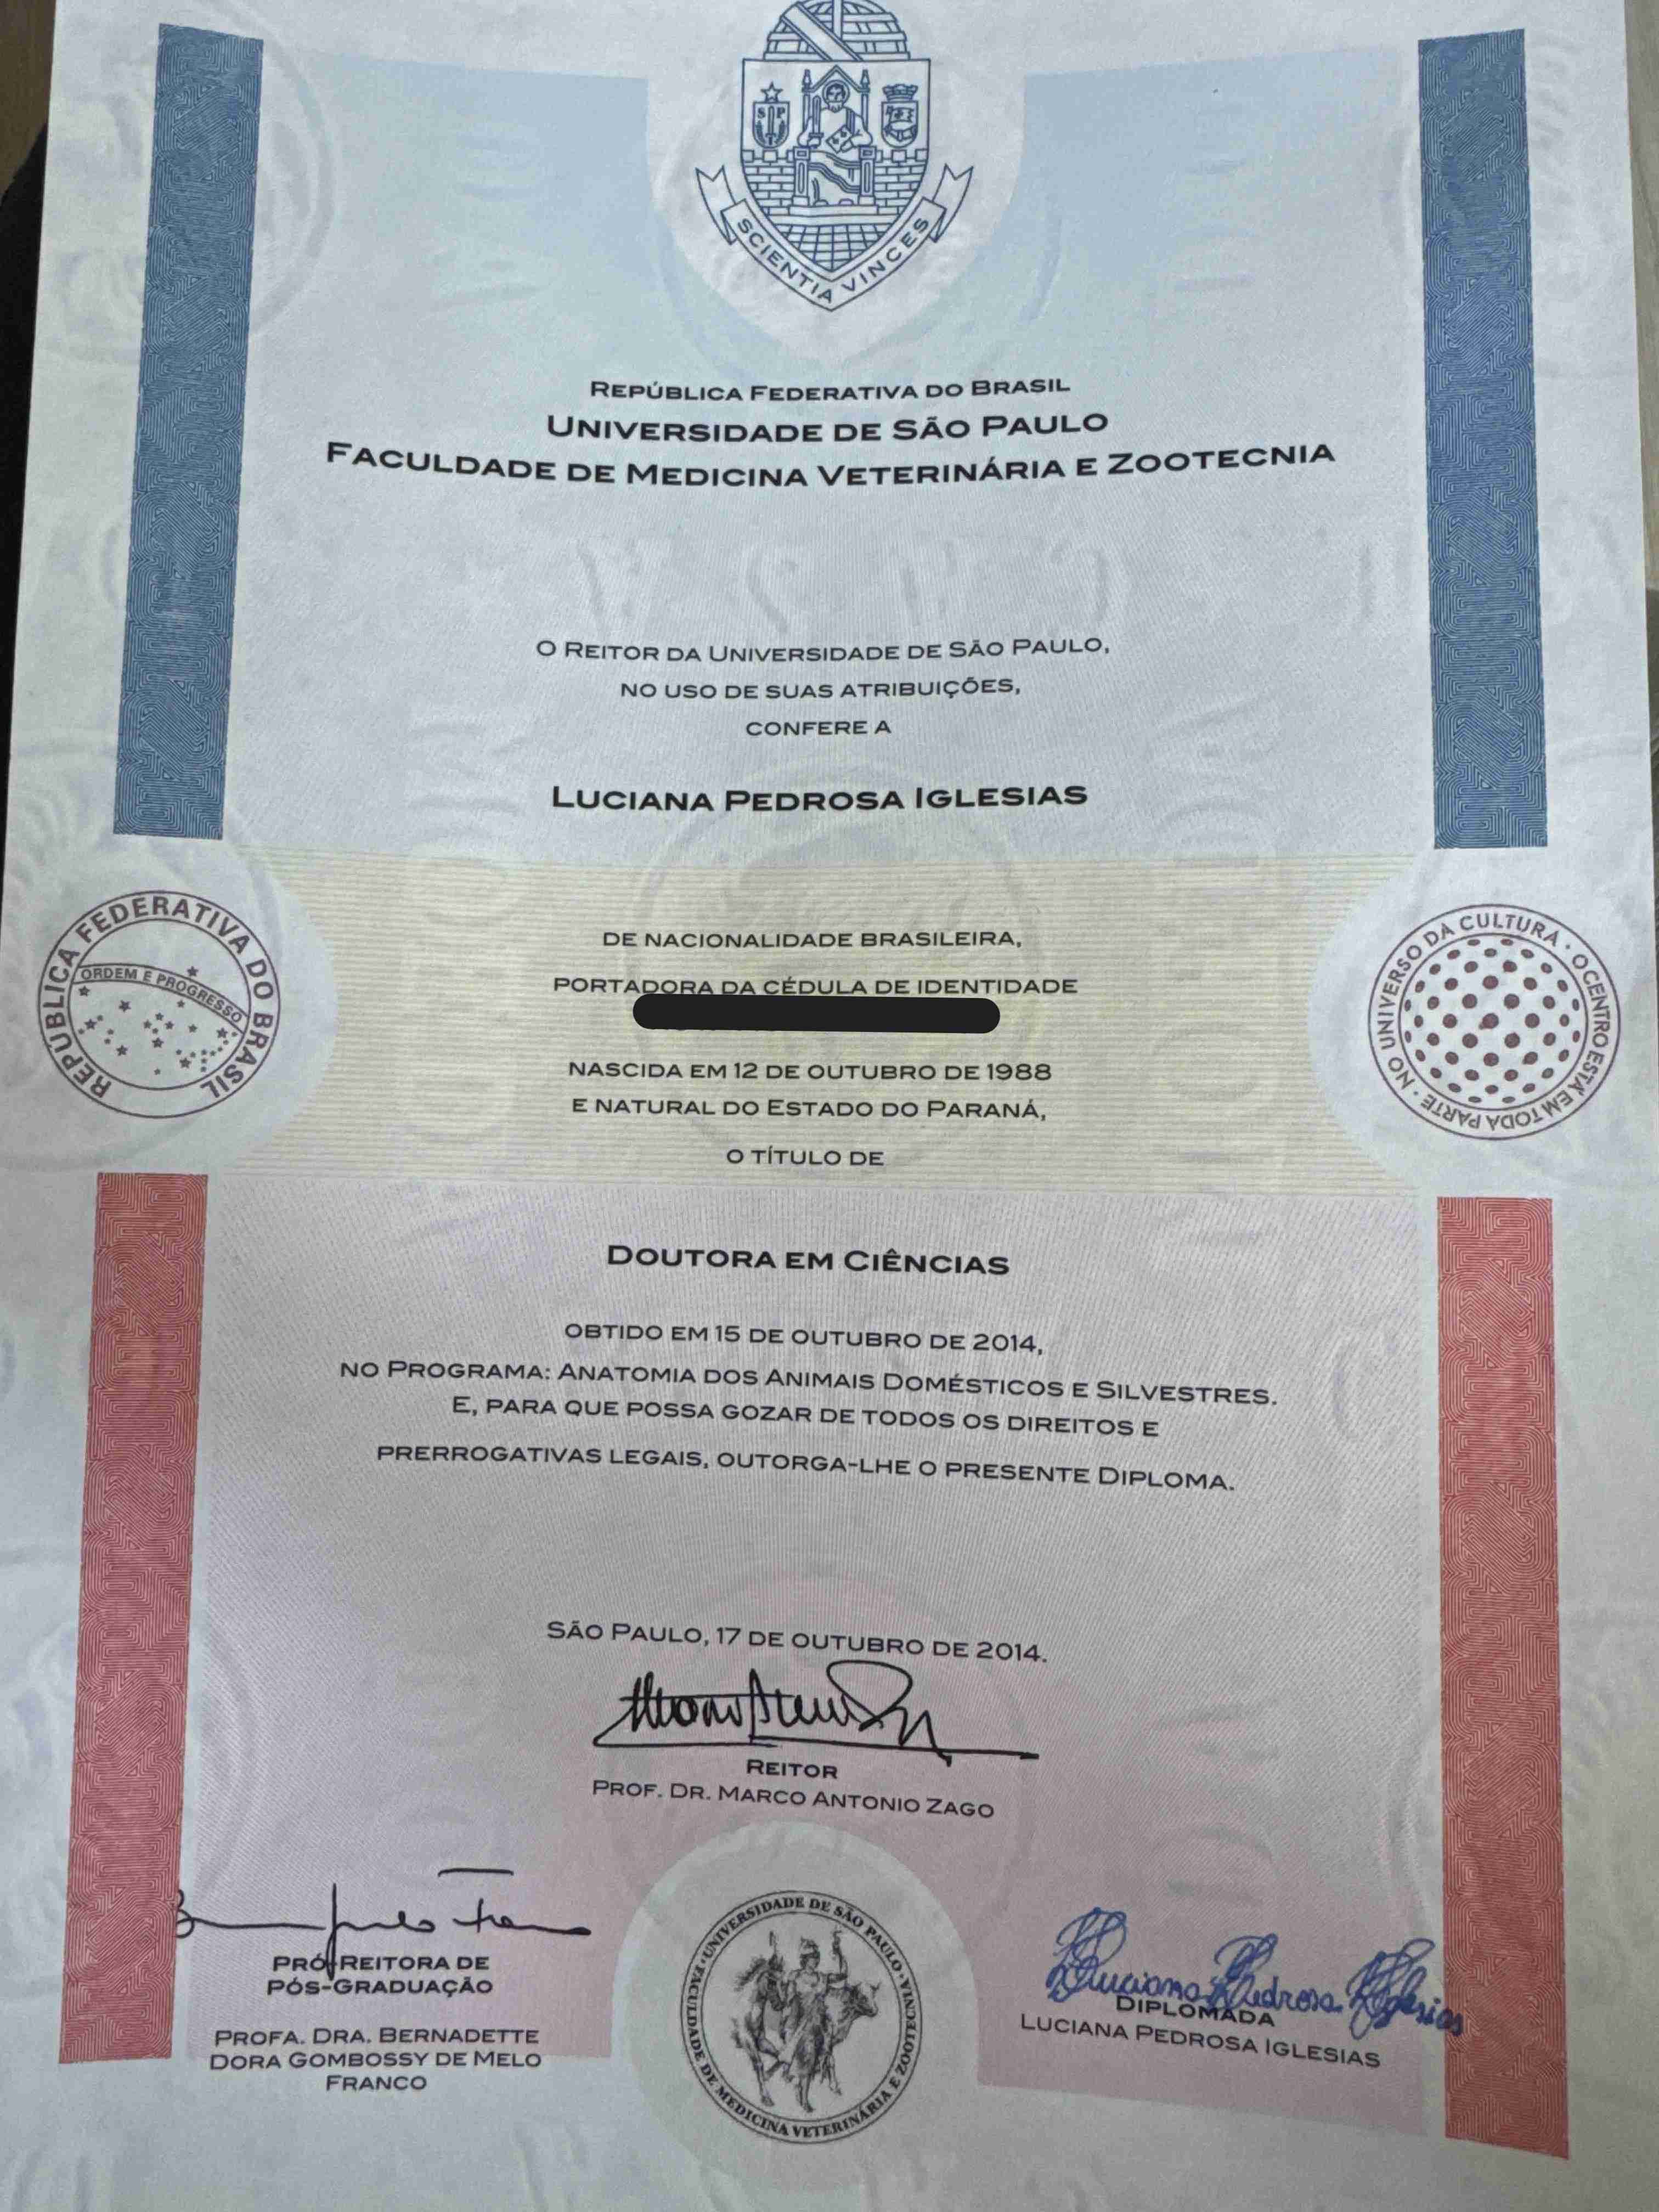 SP
SCIENTIA VINCES
REPÚBLICA FEDERATIVA DO BRASIL
UNIVERSIDADE DE SÃO PAULO
FACULDADE DE MEDICINA VETERINÁRIA E ZOOTECNIA
O REITOR DA UNIVERSIDADE DE SÃO PAULO,
NO USO DE SUAS ATRIBUIÇÕES,
CONFERE A
LUCIANA PEDROSA IGLESIAS
DE NACIONALIDADE BRASILEIRA,
PORTADORA DA CÉDULA DE IDENTIDADE
NASCIDA EM 12 DE OUTUBRO DE 1988
E NATURAL DO ESTADO DO PARANÁ,
O TÍTULO DE
REPÚBLICA FEDERATIVA DO BRASIL
ORDEM E PROGRESSO
NO UNIVERSO DA CULTURA · O CENTRO ESTÁ EM TODA PARTE ·
DOUTORA EM CIÊNCIAS
OBTIDO EM 15 DE OUTUBRO DE 2014,
NO PROGRAMA: ANATOMIA DOS ANIMAIS DOMÉSTICOS E SILVESTRES.
E, PARA QUE POSSA GOZAR DE TODOS OS DIREITOS E
PRERROGATIVAS LEGAIS, OUTORGA-LHE O PRESENTE DIPLOMA.
SÃO PAULO, 17 DE OUTUBRO DE 2014.
REITOR
PROF. DR. MARCO ANTONIO ZAGO
PRÓ-REITORA DE
PÓS-GRADUAÇÃO
PROFA. DRA. BERNADETTE
DORA GOMBOSSY DE MELO
FRANCO
·UNIVERSIDADE DE SÃO PAULO·
FACULDADE DE MEDICINA VETERINÁRIA E ZOOTECNIA
Luciana Pedrosa Iglesias
DIPLOMADA
LUCIANA PEDROSA IGLESIAS